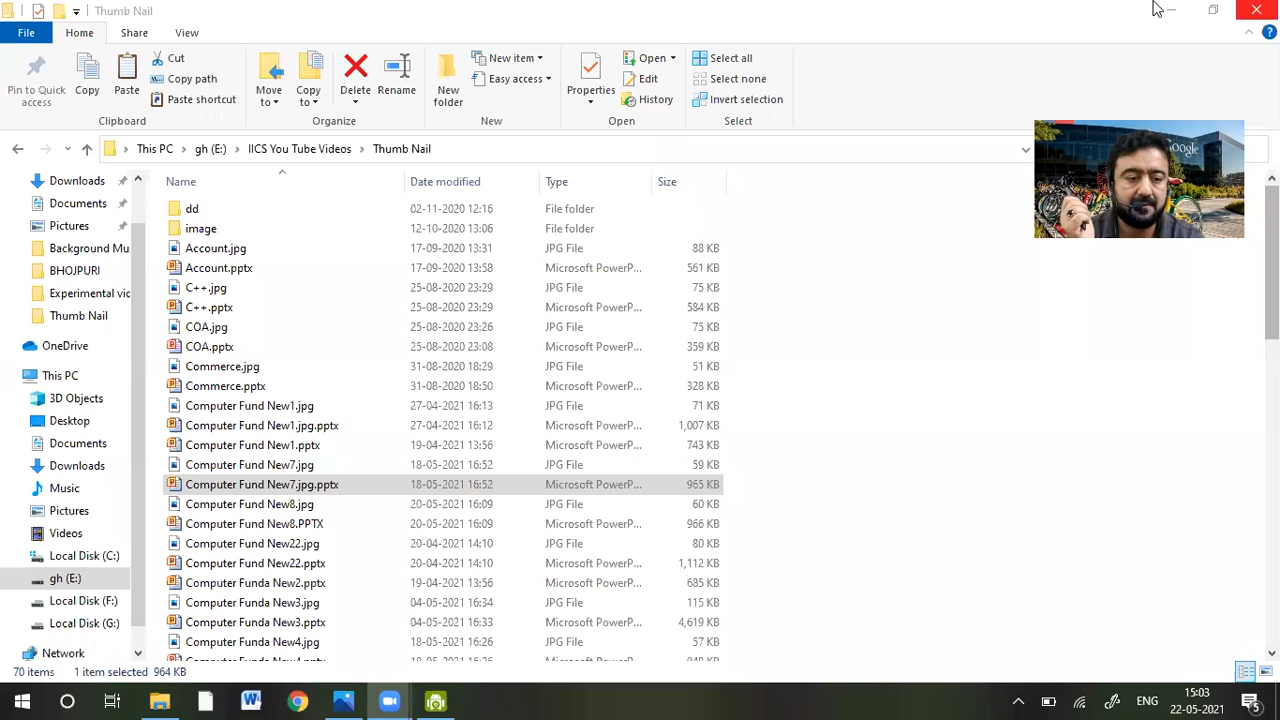 Thumb Nail
File Home Share View
Pin to Quick access
Copy
Paste
Cut
Copy path
Paste shortcut
Clipboard
Move to
Copy to
Delete
Rename
Organize
New folder
New item
Easy access
New
Properties
Open
Edit
History
Open
Select all
Select none
Invert selection
Select
This PC gh (E:) IICS You Tube Videos Thumb Nail
Google
Downloads
Documents
Pictures
Background Mu
BHOJPURI
Experimental vid
Thumb Nail
OneDrive
This PC
3D Objects
Desktop
Documents
Downloads
Music
Pictures
Videos
Local Disk (C:)
gh (E:)
Local Disk (F:)
Local Disk (G:)
Network
Name Date modified Type Size
dd 02-11-2020 12:16 File folder
image 12-10-2020 13:06 File folder
Account.jpg 17-09-2020 13:31 JPG File 88 KB
Account.pptx 17-09-2020 13:58 Microsoft PowerP... 561 KB
C++.jpg 25-08-2020 23:29 JPG File 75 KB
C++.pptx 25-08-2020 23:29 Microsoft PowerP... 584 KB
COA.jpg 25-08-2020 23:26 JPG File 75 KB
COA.pptx 25-08-2020 23:08 Microsoft PowerP... 359 KB
Commerce.jpg 31-08-2020 18:29 JPG File 51 KB
Commerce.pptx 31-08-2020 18:50 Microsoft PowerP... 328 KB
Computer Fund New1.jpg 27-04-2021 16:13 JPG File 71 KB
Computer Fund New1.jpg.pptx 27-04-2021 16:12 Microsoft PowerP... 1,007 KB
Computer Fund New1.pptx 19-04-2021 13:56 Microsoft PowerP... 743 KB
Computer Fund New7.jpg 18-05-2021 16:52 JPG File 59 KB
Computer Fund New7.jpg.pptx 18-05-2021 16:52 Microsoft PowerP... 965 KB
Computer Fund New8.jpg 20-05-2021 16:09 JPG File 60 KB
Computer Fund New8.PPTX 20-05-2021 16:09 Microsoft PowerP... 966 KB
Computer Fund New22.jpg 20-04-2021 14:10 JPG File 80 KB
Computer Fund New22.pptx 20-04-2021 14:10 Microsoft PowerP... 1,112 KB
Computer Funda New2.pptx 19-04-2021 13:56 Microsoft PowerP... 685 KB
Computer Funda New3.jpg 04-05-2021 16:34 JPG File 115 KB
Computer Funda New3.pptx 04-05-2021 16:33 Microsoft PowerP... 4,619 KB
Computer Funda New4.jpg 18-05-2021 16:26 JPG File 57 KB
70 items 1 item selected 964 KB
ENG
15:03
22-05-2021
5